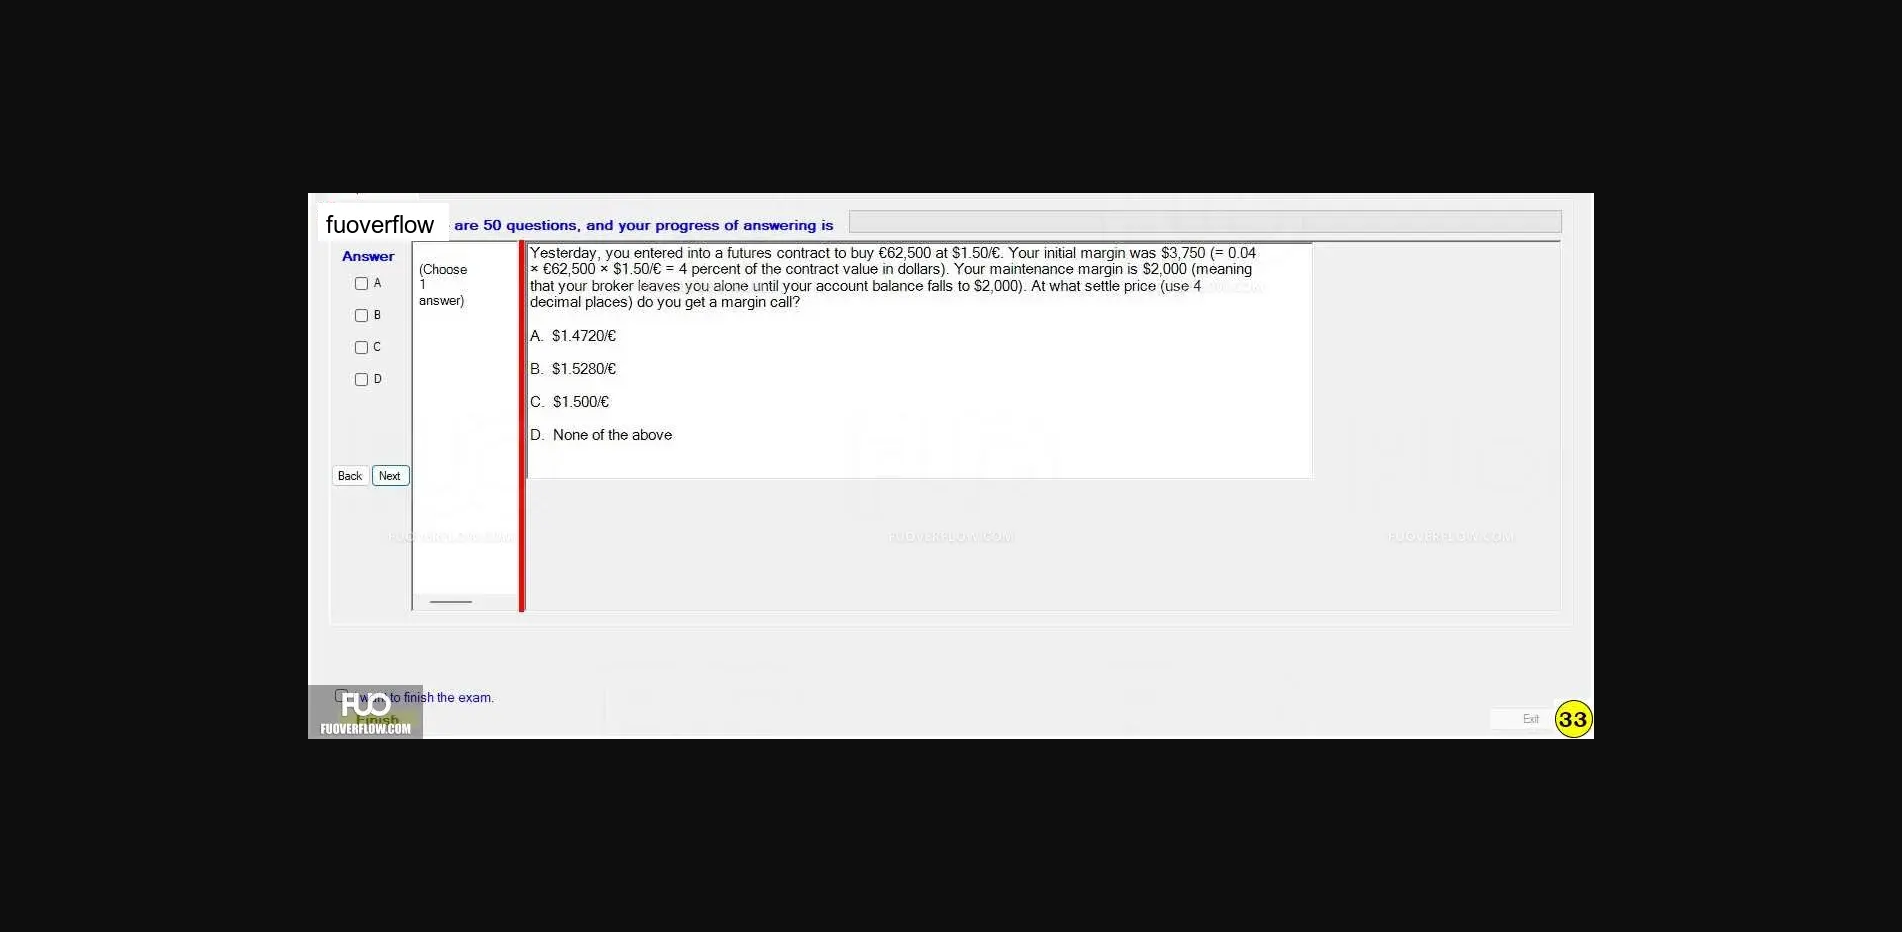 fuoverflow
are 50 questions, and your progress of answering is
Answer
A
B
C
D
Back Next
(Choose
1
answer)
Yesterday, you entered into a futures contract to buy €62,500 at $1.50/€. Your initial margin was $3,750 (= 0.04
× €62,500 × $1.50/€ = 4 percent of the contract value in dollars). Your maintenance margin is $2,000 (meaning
that your broker leaves you alone until your account balance falls to $2,000). At what settle price (use 4
decimal places) do you get a margin call?
A. $1.4720/€
B. $1.5280/€
C. $1.500/€
D. None of the above
FUOVERFLOW.COM FUOVERFLOW.COM FUOVERFLOW.COM
I want to finish the exam.
Finish
FUO
FUOVERFLOW.COM
Exit
33